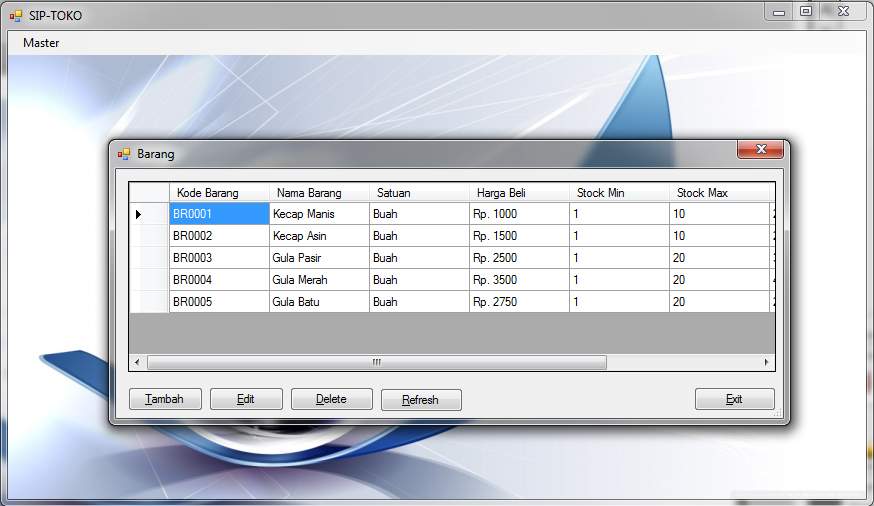 SIP-TOKO
Master
Barang
Kode Barang Nama Barang Satuan Harga Beli Stock Min Stock Max
BR0001 Kecap Manis Buah Rp. 1000 1 10
BR0002 Kecap Asin Buah Rp. 1500 1 10
BR0003 Gula Pasir Buah Rp. 2500 1 20
BR0004 Gula Merah Buah Rp. 3500 1 20
BR0005 Gula Batu Buah Rp. 2750 1 20
Tambah Edit Delete Refresh Exit